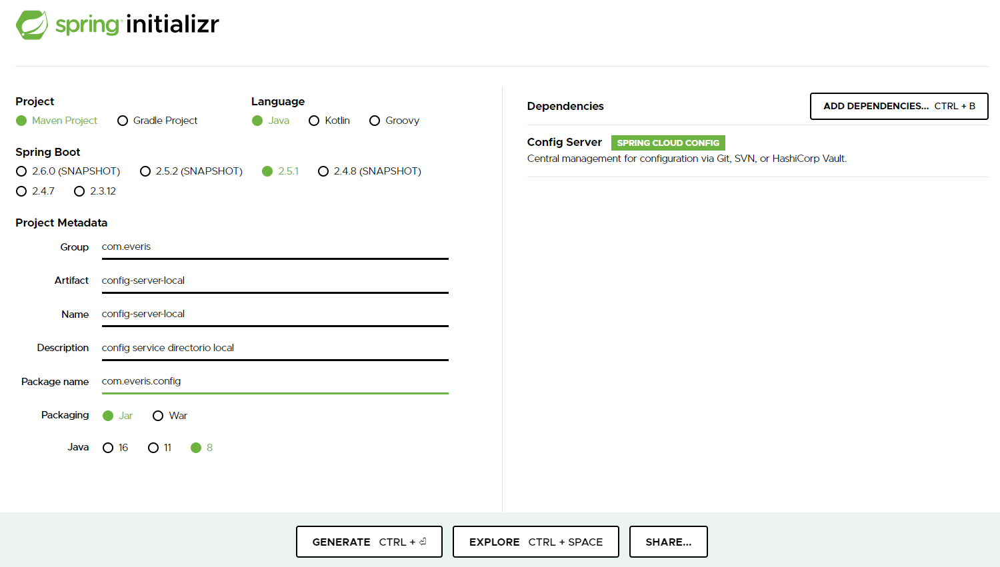 spring initializr
Project
Maven Project Gradle Project
Language
Java Kotlin Groovy
Spring Boot
2.6.0 (SNAPSHOT) 2.5.2 (SNAPSHOT) 2.5.1 2.4.8 (SNAPSHOT)
2.4.7 2.3.12
Project Metadata
Group com.everis
Artifact config-server-local
Name config-server-local
Description config service directorio local
Package name com.everis.config
Packaging Jar War
Java 16 11 8
Dependencies ADD DEPENDENCIES... CTRL + B
Config Server SPRING CLOUD CONFIG
Central management for configuration via Git, SVN, or HashiCorp Vault.
GENERATE CTRL + ⏎ EXPLORE CTRL + SPACE SHARE...